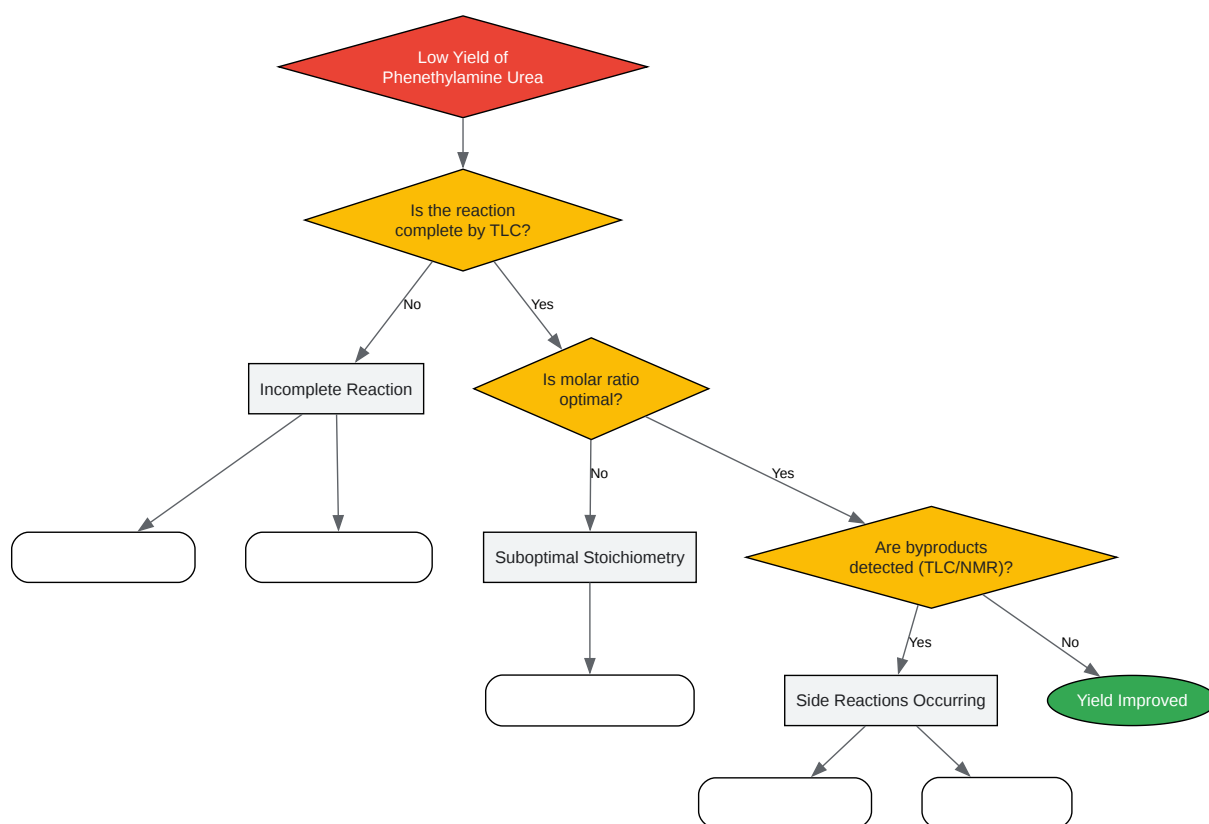 Low Yield of
Phenethylamine Urea
Is the reaction
complete by TLC?
No
Yes
Incomplete Reaction
Is molar ratio
optimal?
No
Yes
Suboptimal Stoichiometry
Are byproducts
detected (TLC/NMR)?
Yes
No
Side Reactions Occurring
Yield Improved